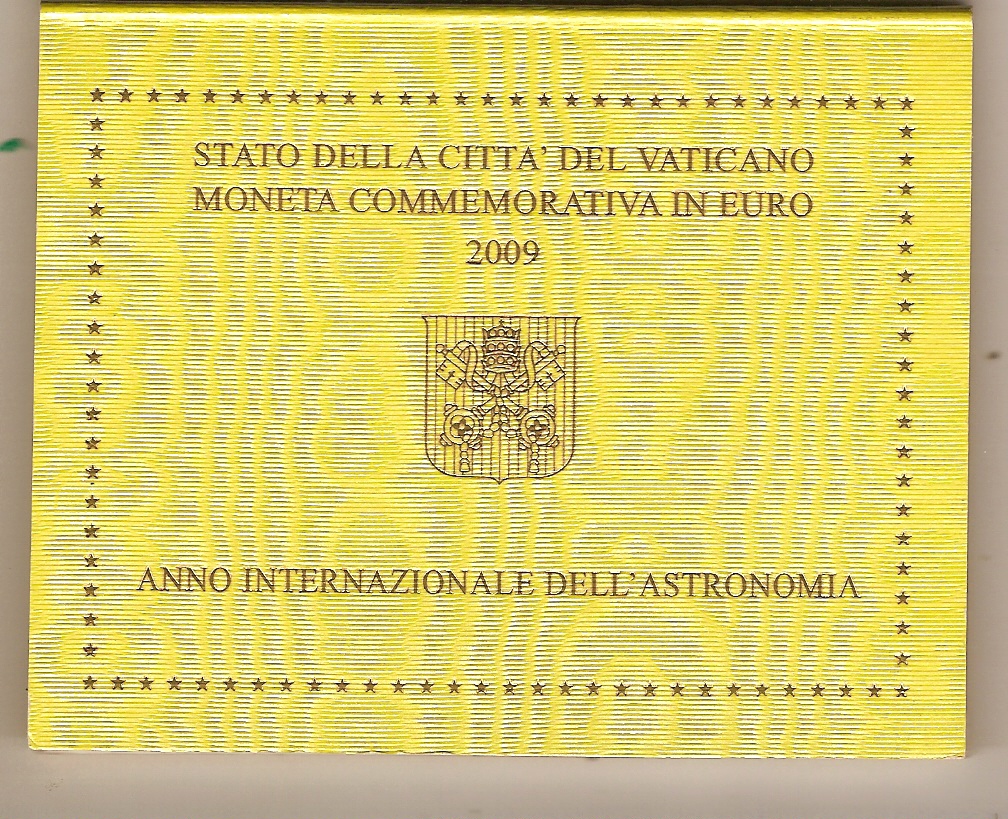 STATO DELLA CITTA' DEL VATICANO
MONETA COMMEMORATIVA IN EURO
2009
ANNO INTERNAZIONALE DELL'ASTRONOMIA